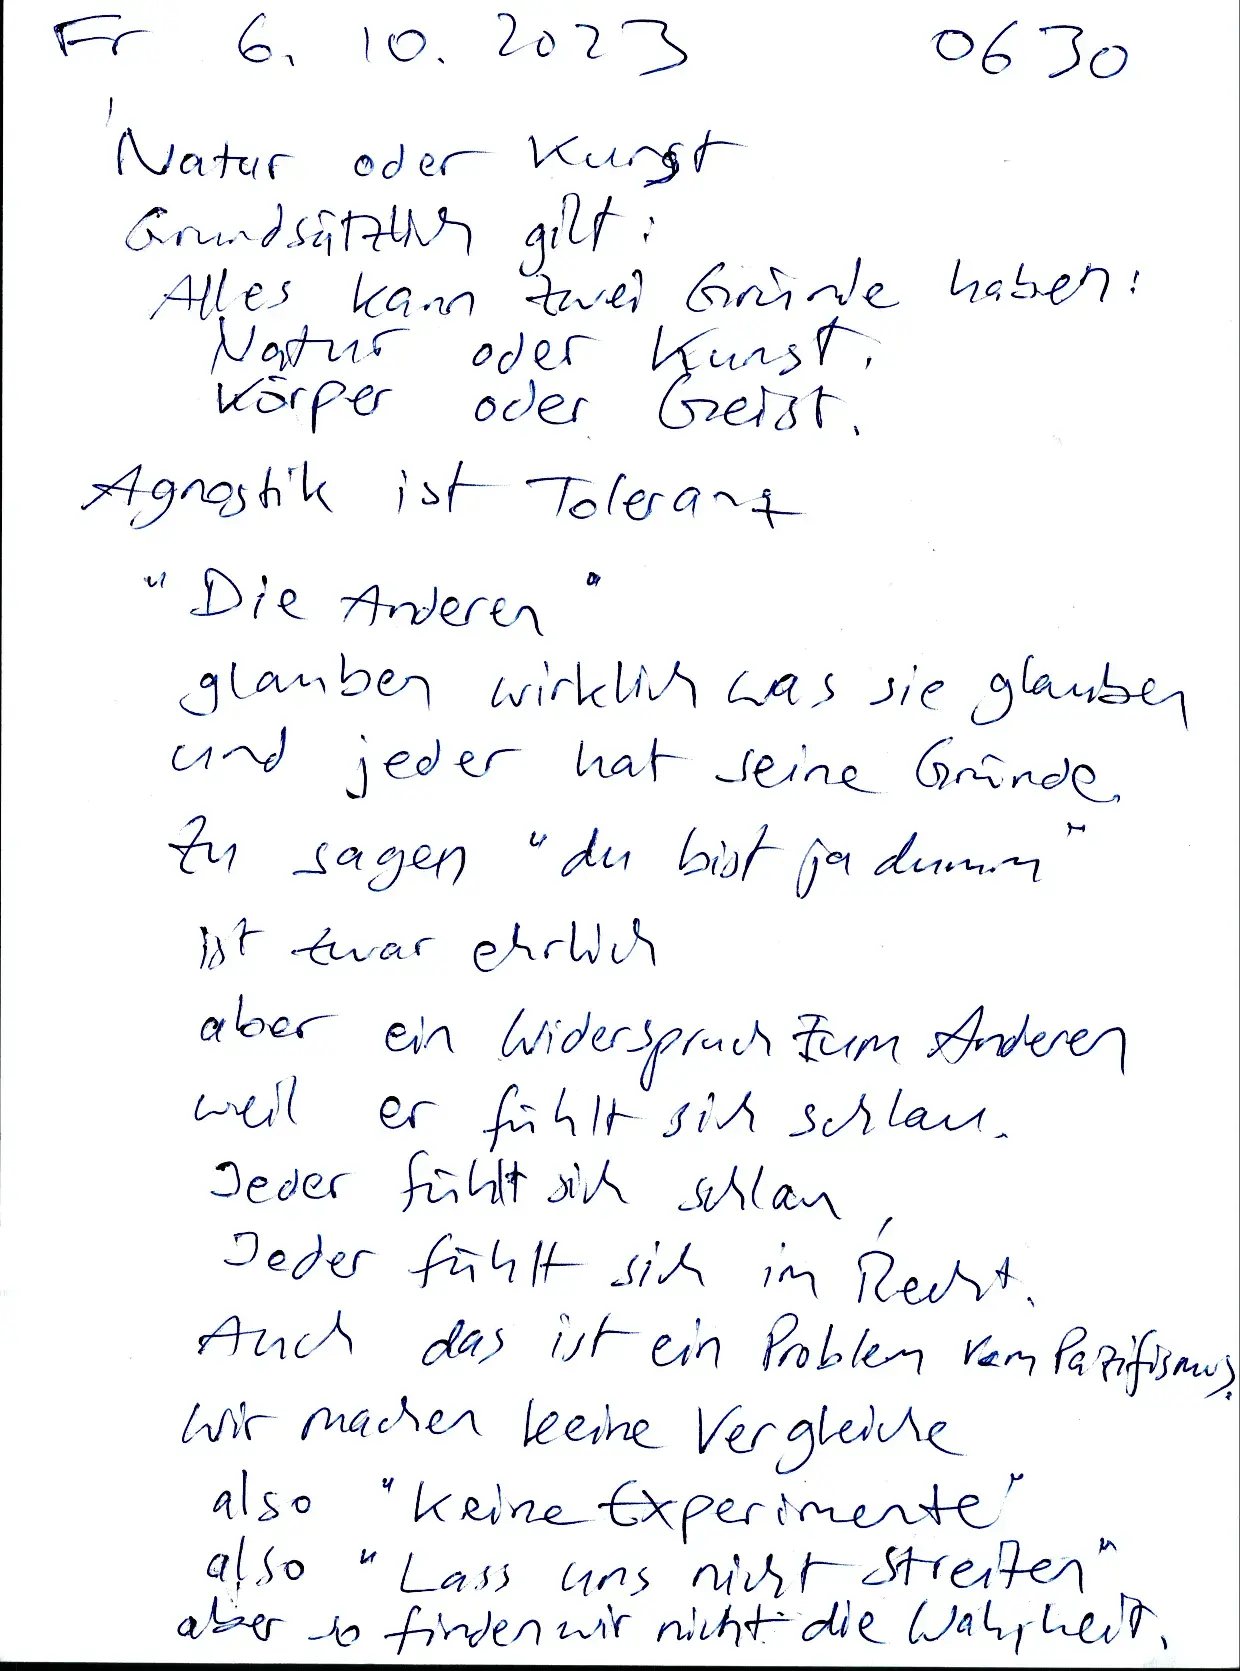 Fr 6. 10. 2023 0630
Natur oder Kunst
Grundsätzlich gilt:
Alles kann zwei Gründe haben:
Natur oder Kunst.
Körper oder Geist.
Agnostik ist Toleranz
"Die Anderen"
glauben wirklich was sie glauben
und jeder hat seine Gründe.
Zu sagen "du bist ja dumm"
ist zwar ehrlich
aber ein Widerspruch zum Anderen
weil er fühlt sich schlau.
Jeder fühlt sich schlau,
Jeder fühlt sich im Recht.
Auch das ist ein Problem vom Pazifismus.
wir machen keine Vergleiche
also "Keine Experimente"
also "Lass uns nicht streiten"
aber so finden wir nicht die Wahrheit.